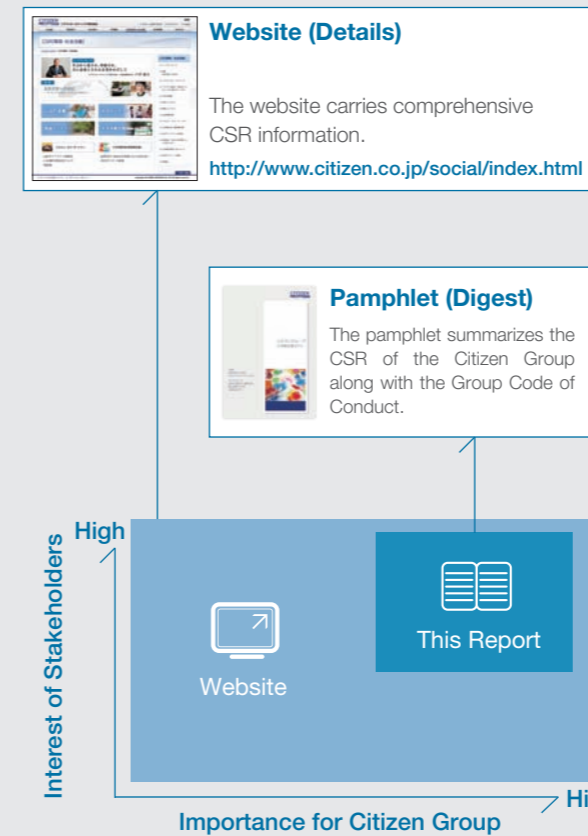 Website (Details)
The website carries comprehensive
CSR information.
http://www.citizen.co.jp/social/index.html
Pamphlet (Digest)
The pamphlet summarizes the
CSR of the Citizen Group
along with the Group Code of
Conduct.
High
Interest of Stakeholders
This Report
Website
Hi
Importance for Citizen Group